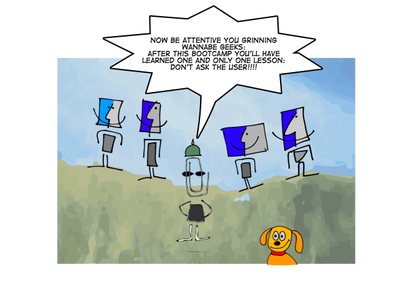 NOW BE ATTENTIVE YOU GRINNING
WANNABE GEEKS:
AFTER THIS BOOTCAMP YOU'LL HAVE
LEARNED ONE AND ONLY ONE LESSON:
DON'T ASK THE USER!!!!